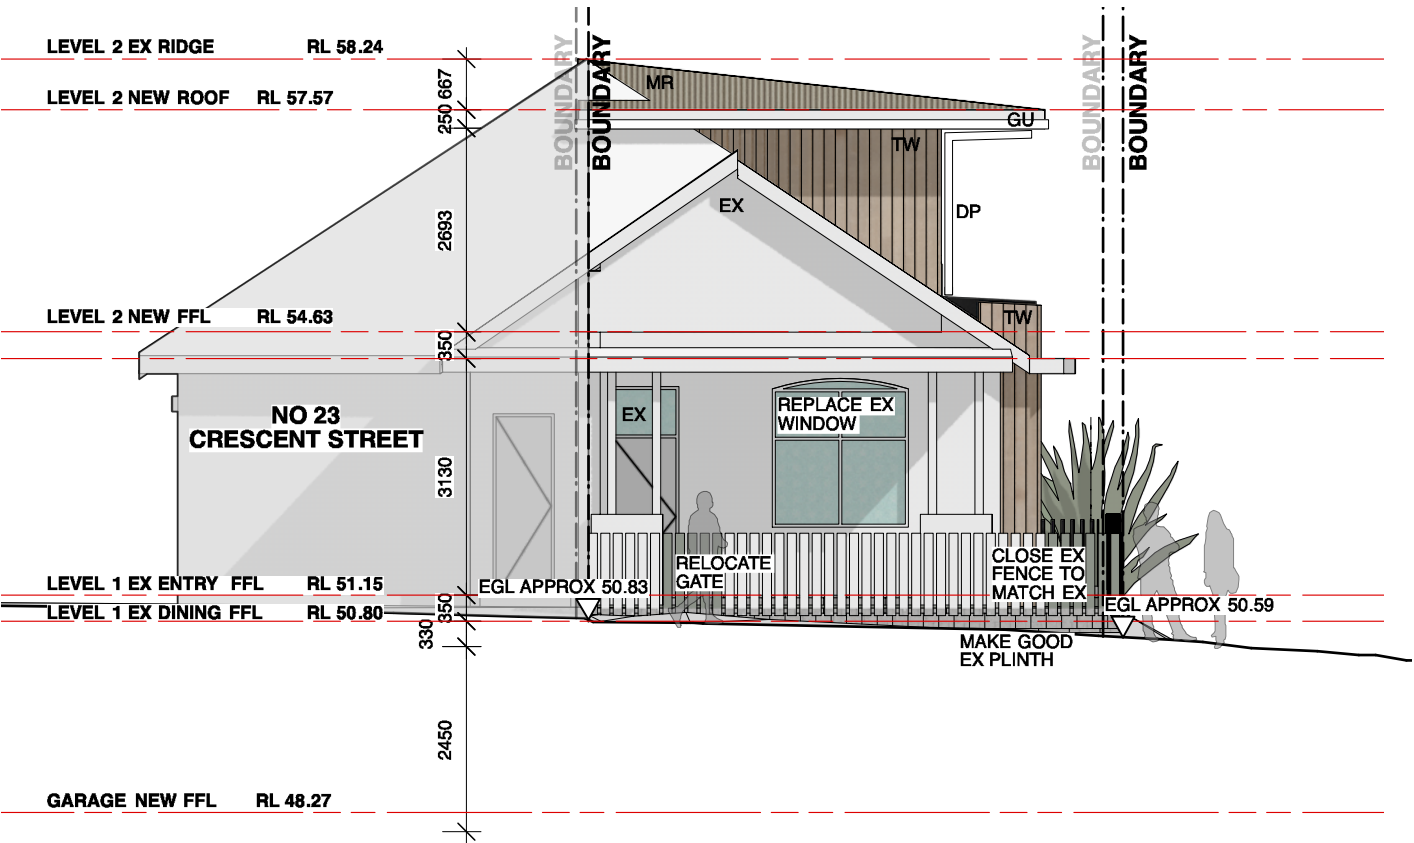 LEVEL 2 EX RIDGE RL 58.24
LEVEL 2 NEW ROOF RL 57.57
LEVEL 2 NEW FFL RL 54.63
LEVEL 1 EX ENTRY FFL RL 51.15
LEVEL 1 EX DINING FFL RL 50.80
GARAGE NEW FFL RL 48.27
667
250
2693
350
3130
350
330
2450
BOUNDARY
BOUNDARY
BOUNDARY
BOUNDARY
MR
GU
TW
DP
EX
TW
NO 23
CRESCENT STREET
EX
REPLACE EX
WINDOW
RELOCATE
GATE
CLOSE EX
FENCE TO
MATCH EX
EGL APPROX 50.83
EGL APPROX 50.59
MAKE GOOD
EX PLINTH